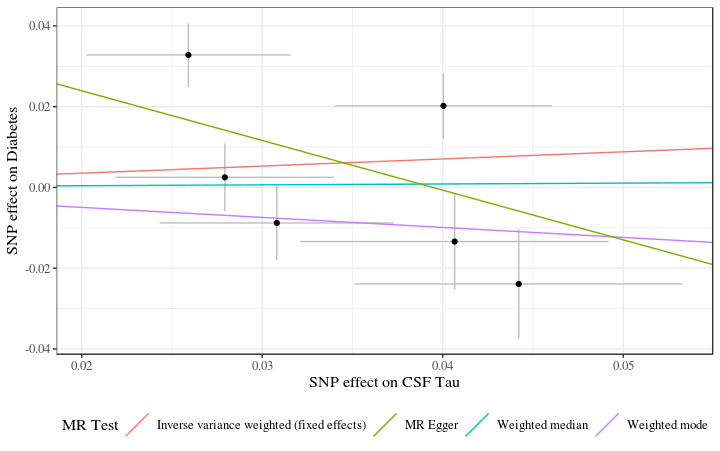 0.04
0.02
0.00
-0.02
-0.04
SNP effect on Diabetes
0.02 0.03 0.04 0.05
SNP effect on CSF Tau
MR Test Inverse variance weighted (fixed effects) MR Egger Weighted median Weighted mode